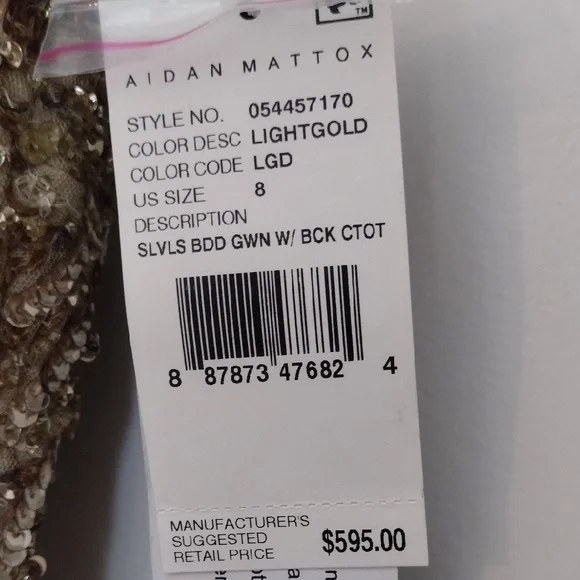 TM
AIDAN MATTOX
STYLE NO. 054457170
COLOR DESC LIGHTGOLD
COLOR CODE LGD
US SIZE 8
DESCRIPTION
SLVLS BDD GWN W/ BCK CTOT
8 87873 47682 4
MANUFACTURER'S
SUGGESTED
RETAIL PRICE $595.00